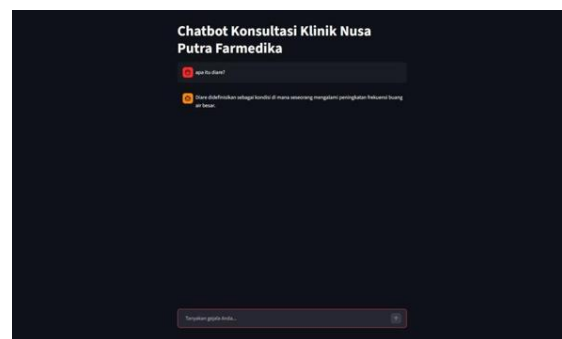 Chatbot Konsultasi Klinik Nusa
Putra Farmedika
apa itu diare?
Diare didefinisikan sebagai kondisi di mana seseorang mengalami peningkatan frekuensi buang
air besar.
Tanyakan gejala Anda...